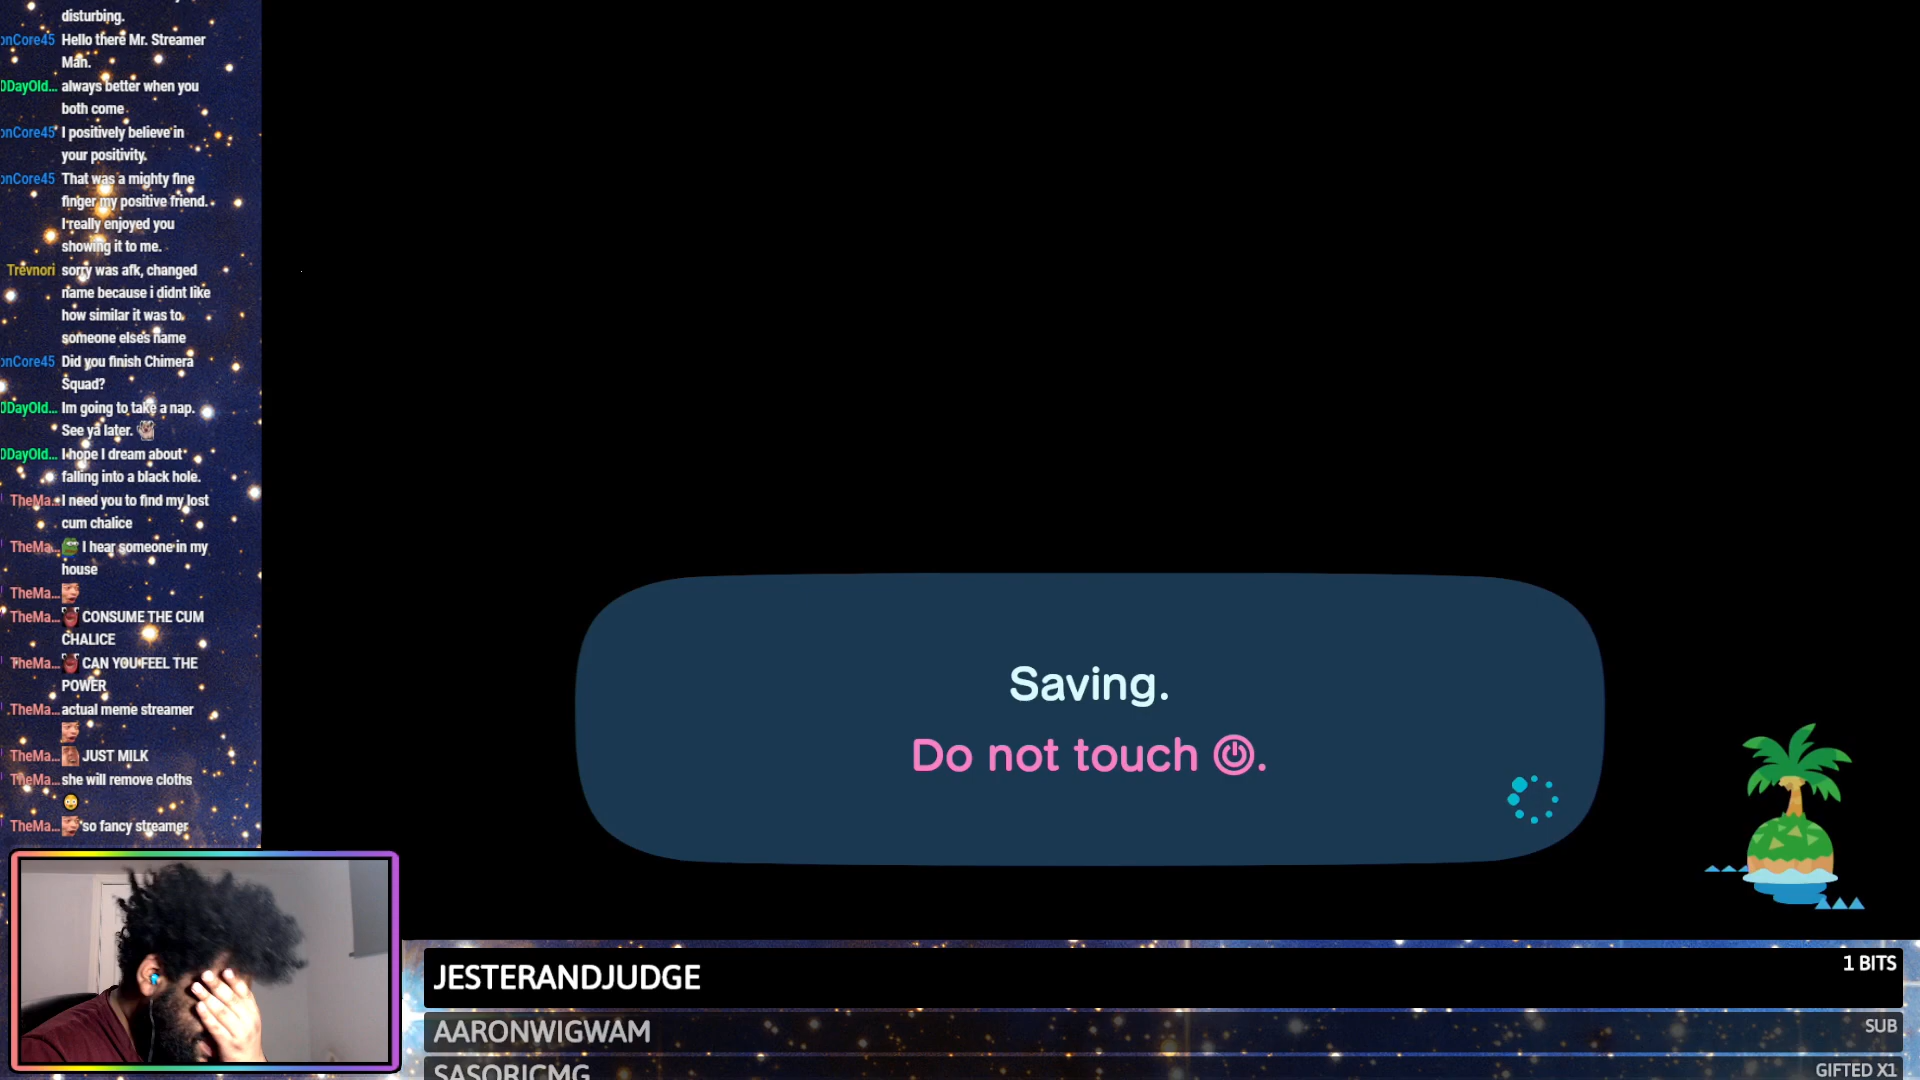 disturbing.
onCore45 Hello there Mr. Streamer
Man.
DayOld... always better when you
both come
onCore45 I positively believe in
your positivity.
onCore45 That was a mighty fine
finger my positive friend.
I really enjoyed you
showing it to me.
Trevnori sorry was afk, changed
name because i didnt like
how similar it was to
someone elses name
onCore45 Did you finish Chimera
Squad?
DayOld... Im going to take a nap.
See ya later.
DayOld... I hope I dream about
falling into a black hole.
TheMa... I need you to find my lost
cum chalice
TheMa... I hear someone in my
house
TheMa...
TheMa... CONSUME THE CUM
CHALICE
TheMa... CAN YOU FEEL THE
POWER
TheMa... actual meme streamer
TheMa... JUST MILK
TheMa... she will remove cloths
TheMa... so fancy streamer
Saving.
Do not touch ⏻.
JESTERANDJUDGE 1 BITS
AARONWIGWAM SUB
SASORICMG GIFTED X1